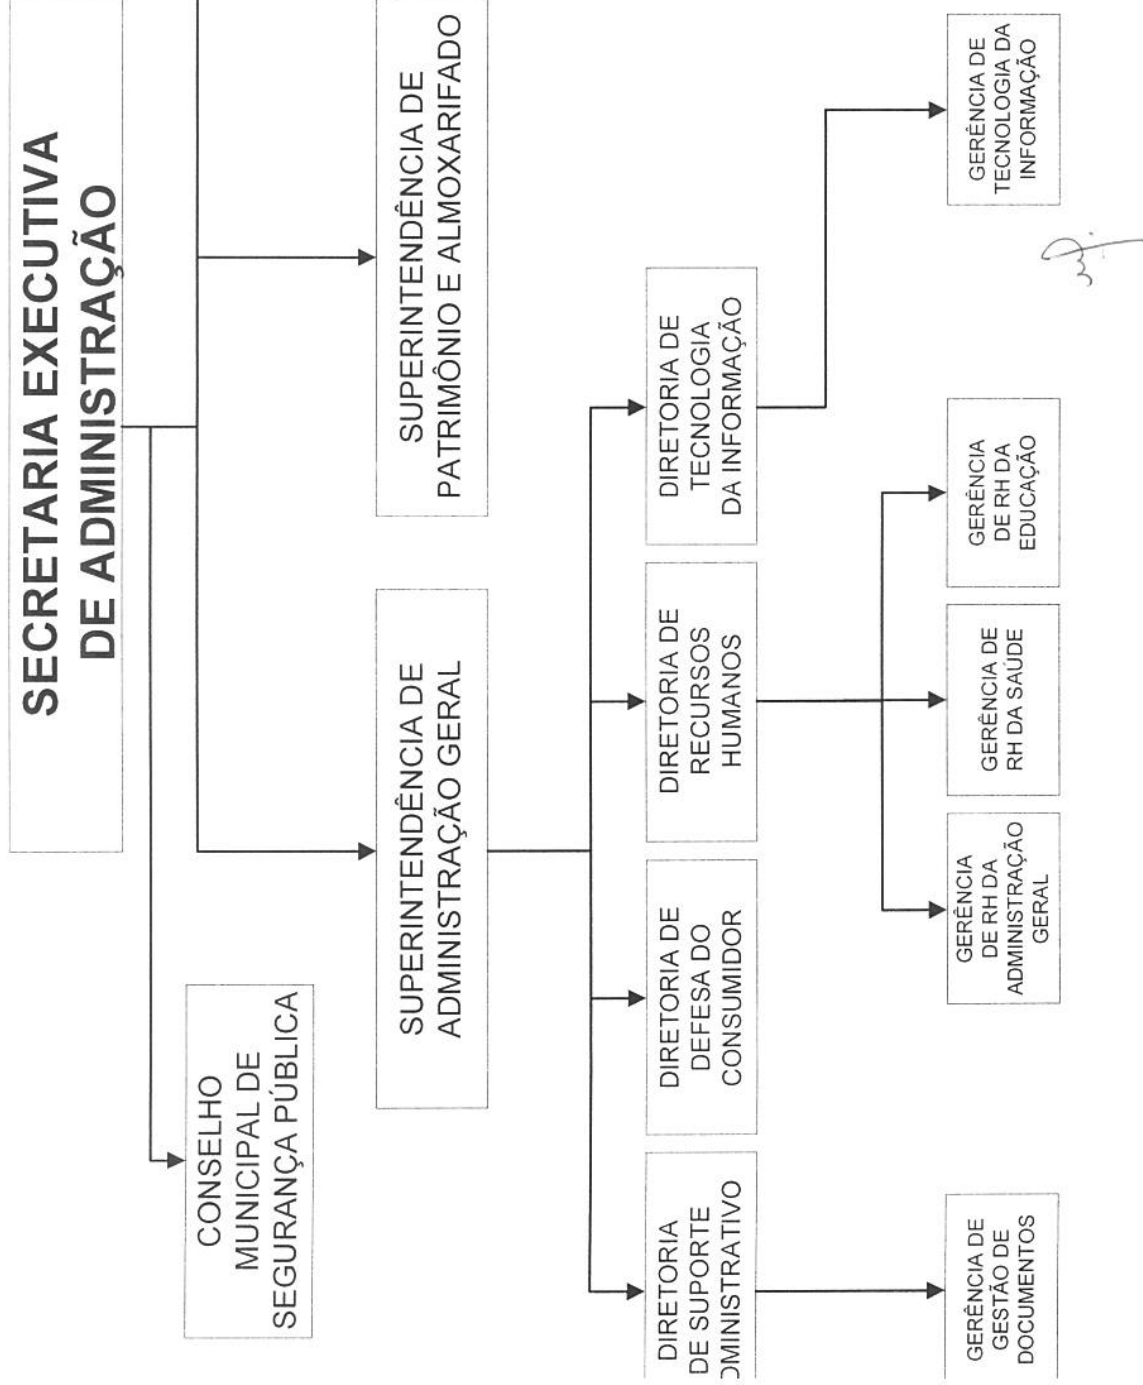 SECRETARIA EXECUTIVA
DE ADMINISTRAÇÃO
CONSELHO
MUNICIPAL DE
SEGURANÇA PÚBLICA
SUPERINTENDÊNCIA DE
ADMINISTRAÇÃO GERAL
SUPERINTENDÊNCIA DE
PATRIMÔNIO E ALMOXARIFADO
DIRETORIA
DE SUPORTE
DMINISTRATIVO
DIRETORIA DE
DEFESA DO
CONSUMIDOR
DIRETORIA DE
RECURSOS
HUMANOS
DIRETORIA DE
TECNOLOGIA
DA INFORMAÇÃO
GERÊNCIA DE
GESTÃO DE
DOCUMENTOS
GERÊNCIA
DE RH DA
ADMINISTRAÇÃO
GERAL
GERÊNCIA DE
RH DA SAÚDE
GERÊNCIA
DE RH DA
EDUCAÇÃO
GERÊNCIA DE
TECNOLOGIA DA
INFORMAÇÃO